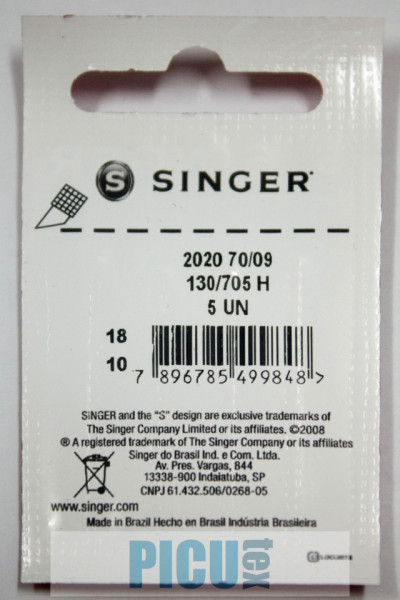 S SINGER
2020 70/09
130/705 H
5 UN
18
10
7 896785 499848 >
SINGER and the "S" design are exclusive trademarks of
The Singer Company Limited or its affiliates. ©2008
® A registered trademark of The Singer Company or its affiliates
Singer do Brasil Ind. e Com. Ltda.
Av. Pres. Vargas, 844
13338-900 Indaiatuba, SP
CNPJ 61.432.506/0268-05
www.singer.com
Made in Brazil Hecho en Brasil Indústria Brasileira
PICUtex